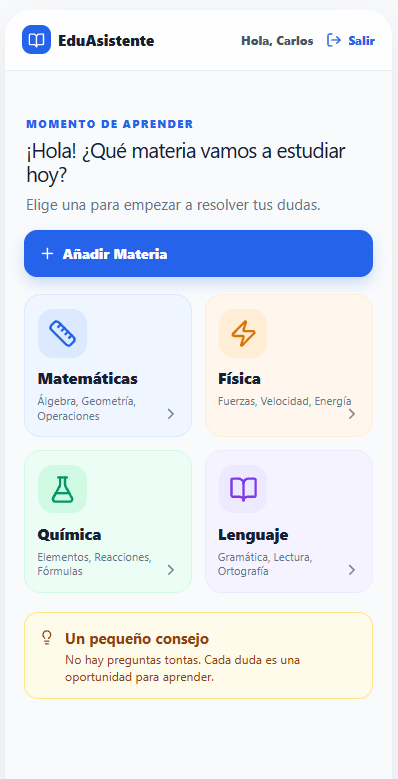 EduAsistente
Hola, Carlos
Salir
MOMENTO DE APRENDER
¡Hola! ¿Qué materia vamos a estudiar
hoy?
Elige una para empezar a resolver tus dudas.
Añadir Materia
Matemáticas
Álgebra, Geometría,
Operaciones
Física
Fuerzas, Velocidad, Energía
Química
Elementos, Reacciones,
Fórmulas
Lenguaje
Gramática, Lectura,
Ortografía
Un pequeño consejo
No hay preguntas tontas. Cada duda es una
oportunidad para aprender.